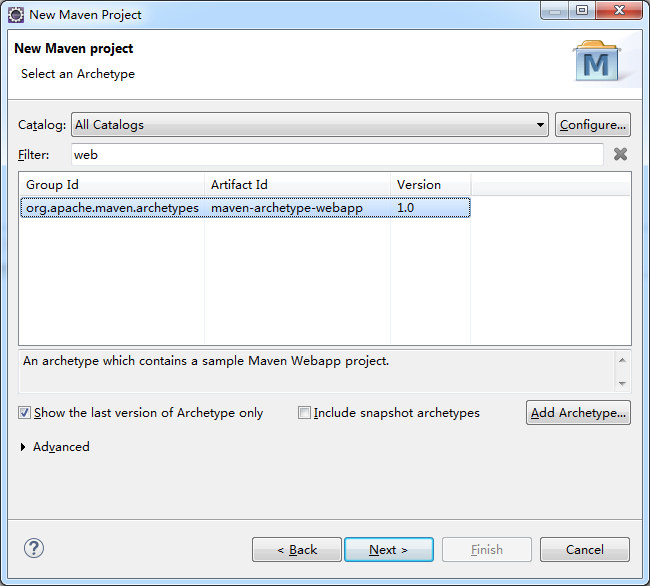 New Maven Project
New Maven project
Select an Archetype
M
Catalog: All Catalogs Configure...
Filter: web
Group Id Artifact Id Version
org.apache.maven.archetypes maven-archetype-webapp 1.0
An archetype which contains a sample Maven Webapp project.
Show the last version of Archetype only Include snapshot archetypes Add Archetype...
Advanced
? < Back Next > Finish Cancel